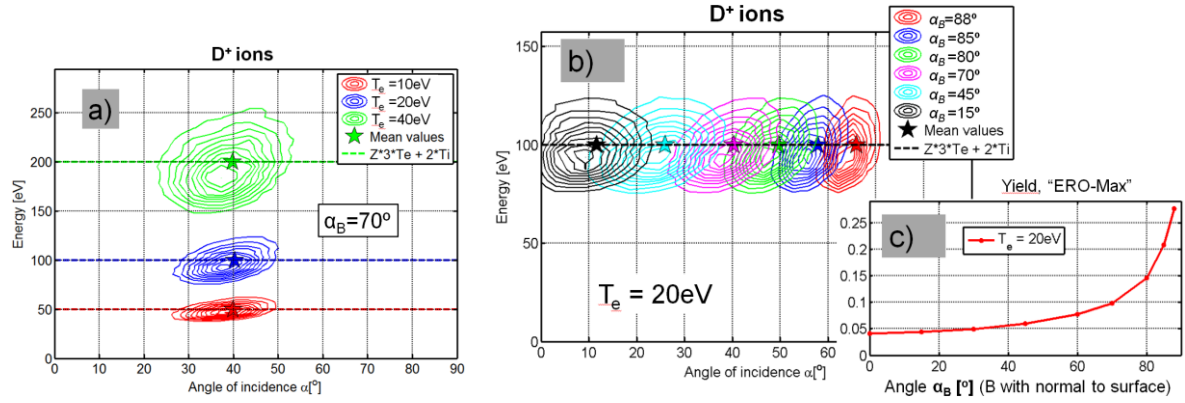 D⁺ ions
a)
T_e =10eV
T_e =20eV
T_e =40eV
Mean values
Z*3*Te + 2*Ti
α_B=70º
Energy [eV]
250
200
150
100
50
0
0 10 20 30 40 50 60 70 80 90
Angle of incidence α[º]
D⁺ ions
b)
α_B=88º
α_B=85º
α_B=80º
α_B=70º
α_B=45º
α_B=15º
Mean values
Z*3*Te + 2*Ti
Energy [eV]
150
100
50
0
T_e = 20eV
0 10 20 30 40 50 60
Angle of incidence α[º]
Yield, "ERO-Max"
c)
T_e = 20eV
0.25
0.2
0.15
0.1
0.05
0
0 20 40 60 80
Angle α_B [º] (B with normal to surface)